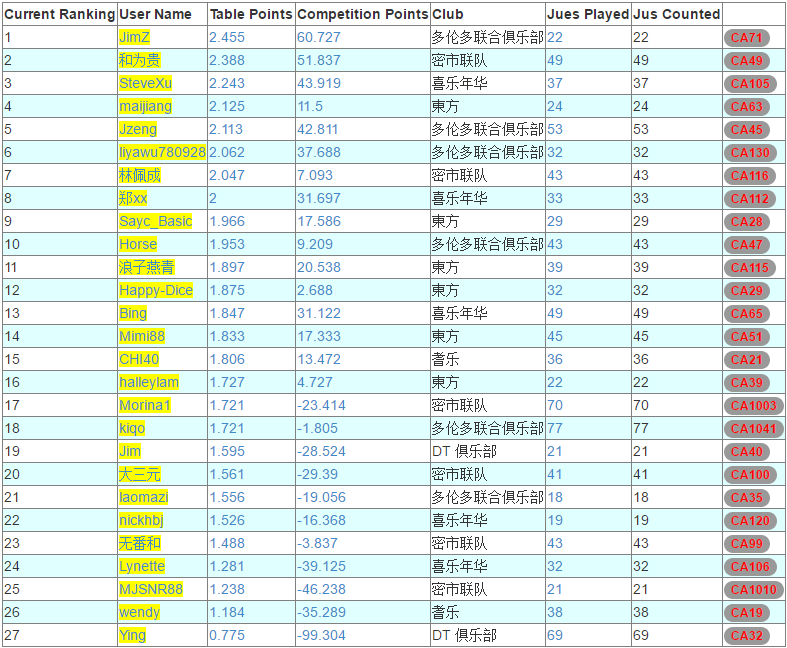 Current Ranking User Name Table Points Competition Points Club Jues Played Jus Counted
1 JimZ 2.455 60.727 多伦多联合俱乐部 22 22 CA71
2 和为贵 2.388 51.837 密市联队 49 49 CA49
3 SteveXu 2.243 43.919 喜乐年华 37 37 CA105
4 maijiang 2.125 11.5 東方 24 24 CA63
5 Jzeng 2.113 42.811 多伦多联合俱乐部 53 53 CA45
6 liyawu780928 2.062 37.688 多伦多联合俱乐部 32 32 CA130
7 林佩成 2.047 7.093 密市联队 43 43 CA116
8 郑xx 2 31.697 喜乐年华 33 33 CA112
9 Sayc_Basic 1.966 17.586 東方 29 29 CA28
10 Horse 1.953 9.209 多伦多联合俱乐部 43 43 CA47
11 浪子燕青 1.897 20.538 東方 39 39 CA115
12 Happy-Dice 1.875 2.688 東方 32 32 CA29
13 Bing 1.847 31.122 喜乐年华 49 49 CA65
14 Mimi88 1.833 17.333 東方 45 45 CA51
15 CHI40 1.806 13.472 耆乐 36 36 CA21
16 halleylam 1.727 4.727 東方 22 22 CA39
17 Morina1 1.721 -23.414 密市联队 70 70 CA1003
18 kiqo 1.721 -1.805 多伦多联合俱乐部 77 77 CA1041
19 Jim 1.595 -28.524 DT 俱乐部 21 21 CA40
20 大三元 1.561 -29.39 密市联队 41 41 CA100
21 laomazi 1.556 -19.056 多伦多联合俱乐部 18 18 CA35
22 nickhbj 1.526 -16.368 喜乐年华 19 19 CA120
23 无番和 1.488 -3.837 密市联队 43 43 CA99
24 Lynette 1.281 -39.125 喜乐年华 32 32 CA106
25 MJSNR88 1.238 -46.238 密市联队 21 21 CA1010
26 wendy 1.184 -35.289 耆乐 38 38 CA19
27 Ying 0.775 -99.304 DT 俱乐部 69 69 CA32